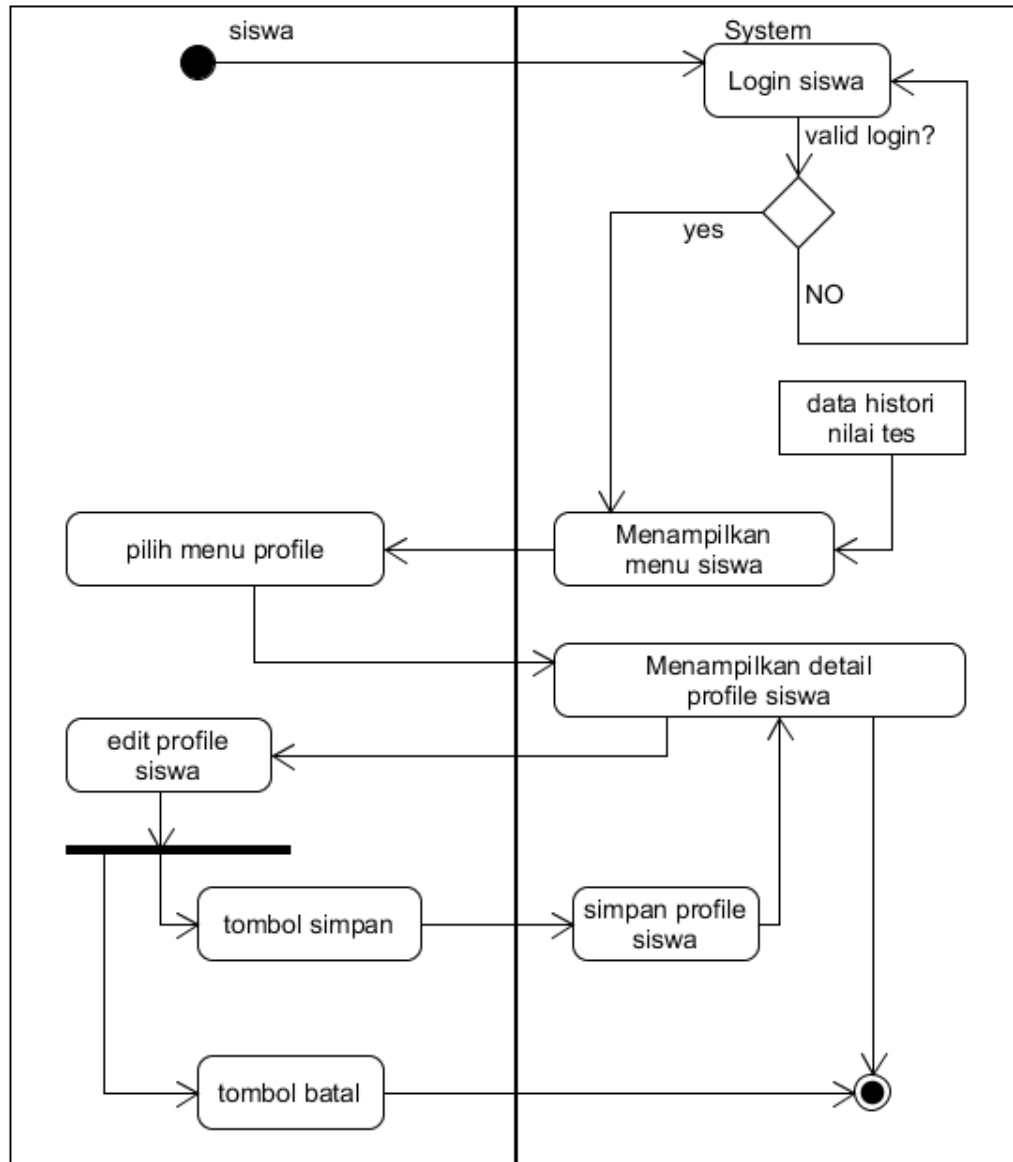 siswa
System
Login siswa
valid login?
yes
NO
data histori
nilai tes
pilih menu profile
Menampilkan
menu siswa
Menampilkan detail
profile siswa
edit profile
siswa
tombol simpan
simpan profile
siswa
tombol batal